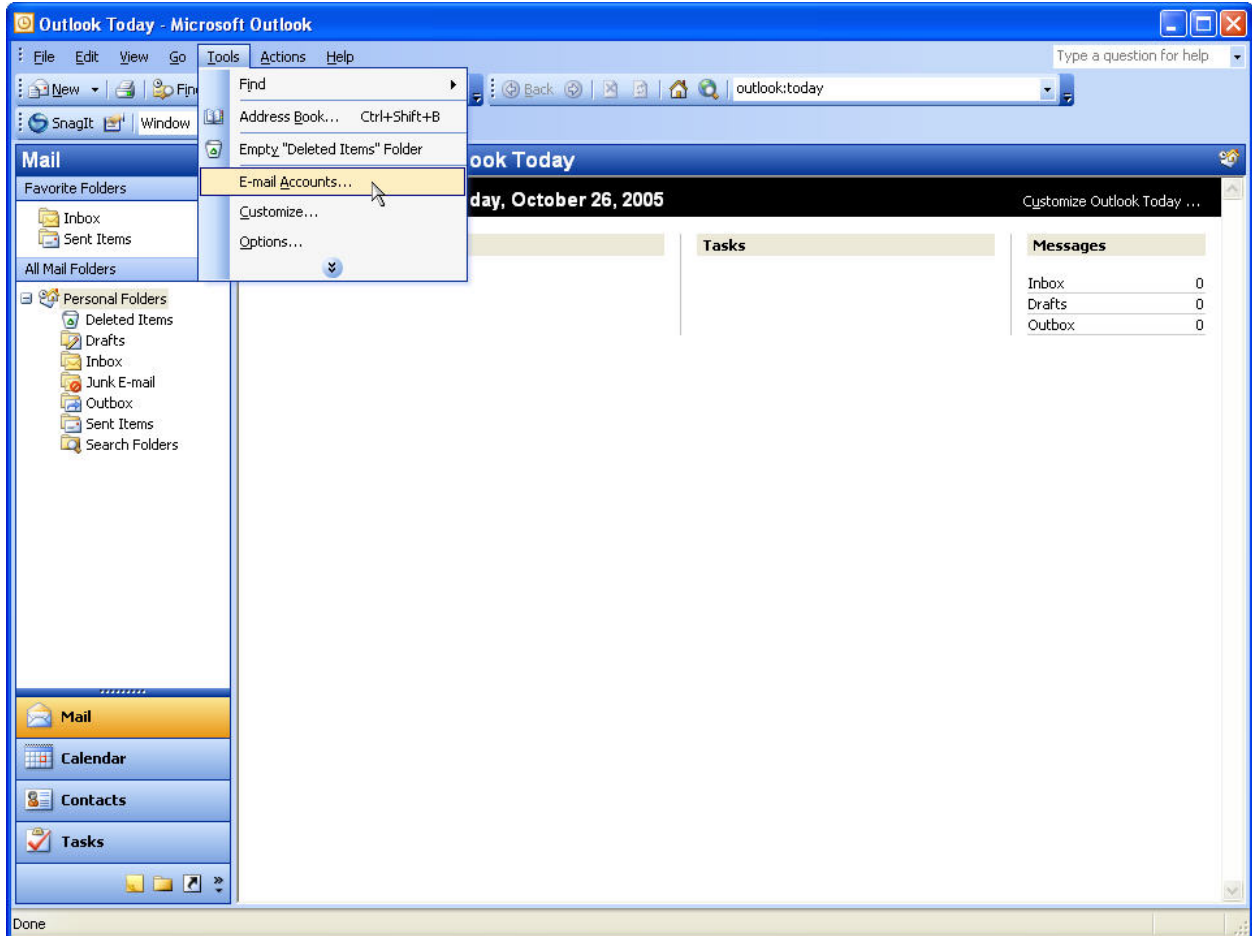 Outlook Today - Microsoft Outlook
File Edit View Go Tools Actions Help Type a question for help
New Back outlook:today
SnagIt Window
Find
Address Book... Ctrl+Shift+B
Empty "Deleted Items" Folder
E-mail Accounts...
Customize...
Options...
Mail
Today
Favorite Folders
October 26, 2005 Customize Outlook Today ...
Inbox
Sent Items
All Mail Folders
Personal Folders
Deleted Items
Drafts
Inbox
Junk E-mail
Outbox
Sent Items
Search Folders
Tasks
Messages
Inbox 0
Drafts 0
Outbox 0
Mail
Calendar
Contacts
Tasks
Done